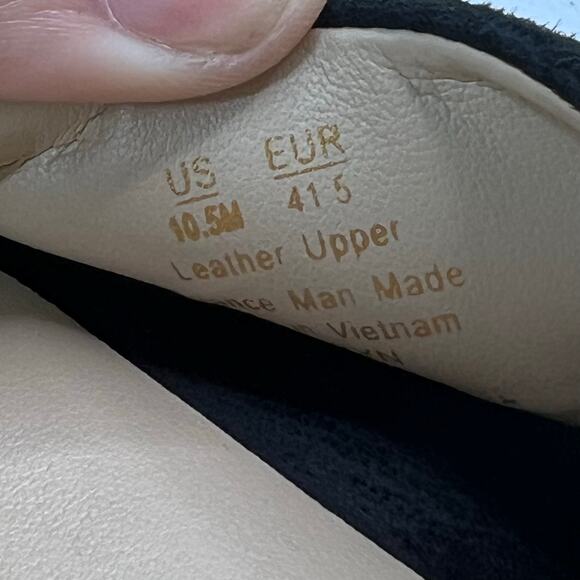 US EUR
10.5M 41.5
Leather Upper
Man Made
Vietnam